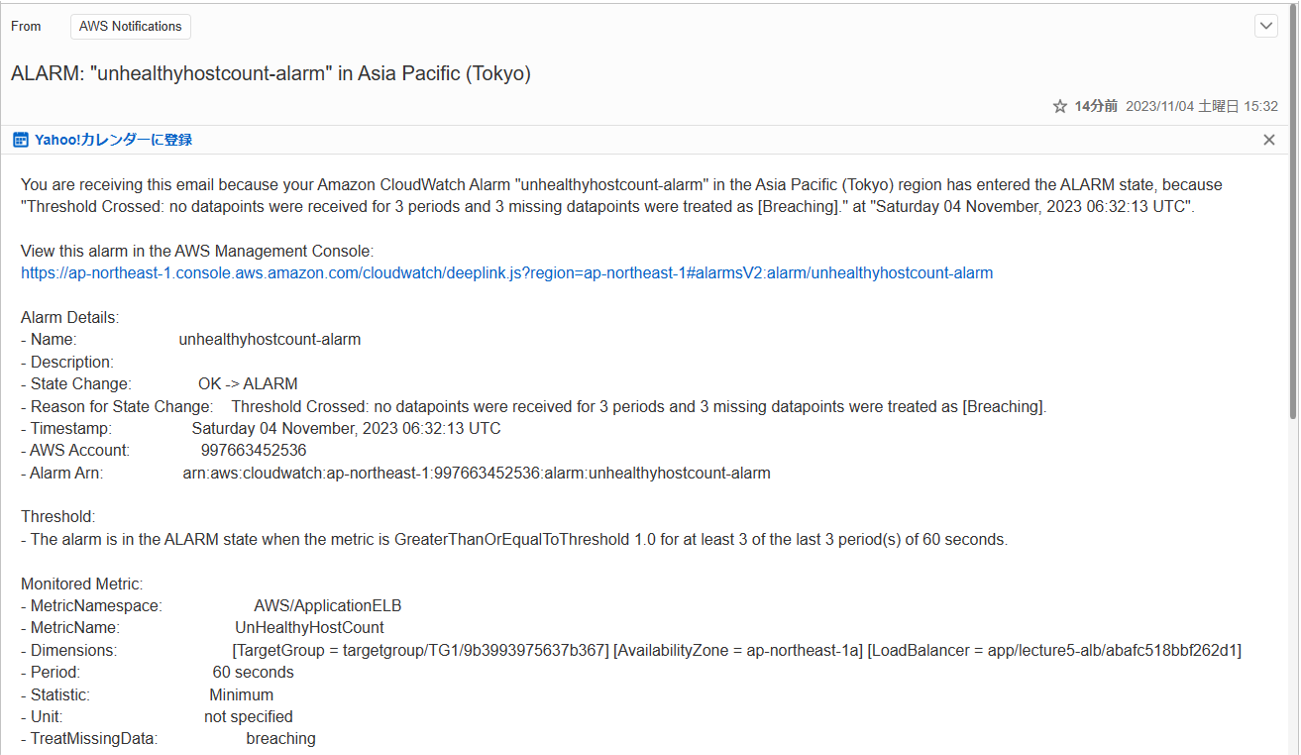 From AWS Notifications
ALARM: "unhealthyhostcount-alarm" in Asia Pacific (Tokyo)
14分前 2023/11/04 土曜日 15:32
Yahoo!カレンダーに登録
You are receiving this email because your Amazon CloudWatch Alarm "unhealthyhostcount-alarm" in the Asia Pacific (Tokyo) region has entered the ALARM state, because
"Threshold Crossed: no datapoints were received for 3 periods and 3 missing datapoints were treated as [Breaching]." at "Saturday 04 November, 2023 06:32:13 UTC".
View this alarm in the AWS Management Console:
https://ap-northeast-1.console.aws.amazon.com/cloudwatch/deeplink.js?region=ap-northeast-1#alarmsV2:alarm/unhealthyhostcount-alarm
Alarm Details:
- Name: unhealthyhostcount-alarm
- Description:
- State Change: OK -> ALARM
- Reason for State Change: Threshold Crossed: no datapoints were received for 3 periods and 3 missing datapoints were treated as [Breaching].
- Timestamp: Saturday 04 November, 2023 06:32:13 UTC
- AWS Account: 997663452536
- Alarm Arn: arn:aws:cloudwatch:ap-northeast-1:997663452536:alarm:unhealthyhostcount-alarm
Threshold:
- The alarm is in the ALARM state when the metric is GreaterThanOrEqualToThreshold 1.0 for at least 3 of the last 3 period(s) of 60 seconds.
Monitored Metric:
- MetricNamespace: AWS/ApplicationELB
- MetricName: UnHealthyHostCount
- Dimensions: [TargetGroup = targetgroup/TG1/9b3993975637b367] [AvailabilityZone = ap-northeast-1a] [LoadBalancer = app/lecture5-alb/abafc518bbf262d1]
- Period: 60 seconds
- Statistic: Minimum
- Unit: not specified
- TreatMissingData: breaching